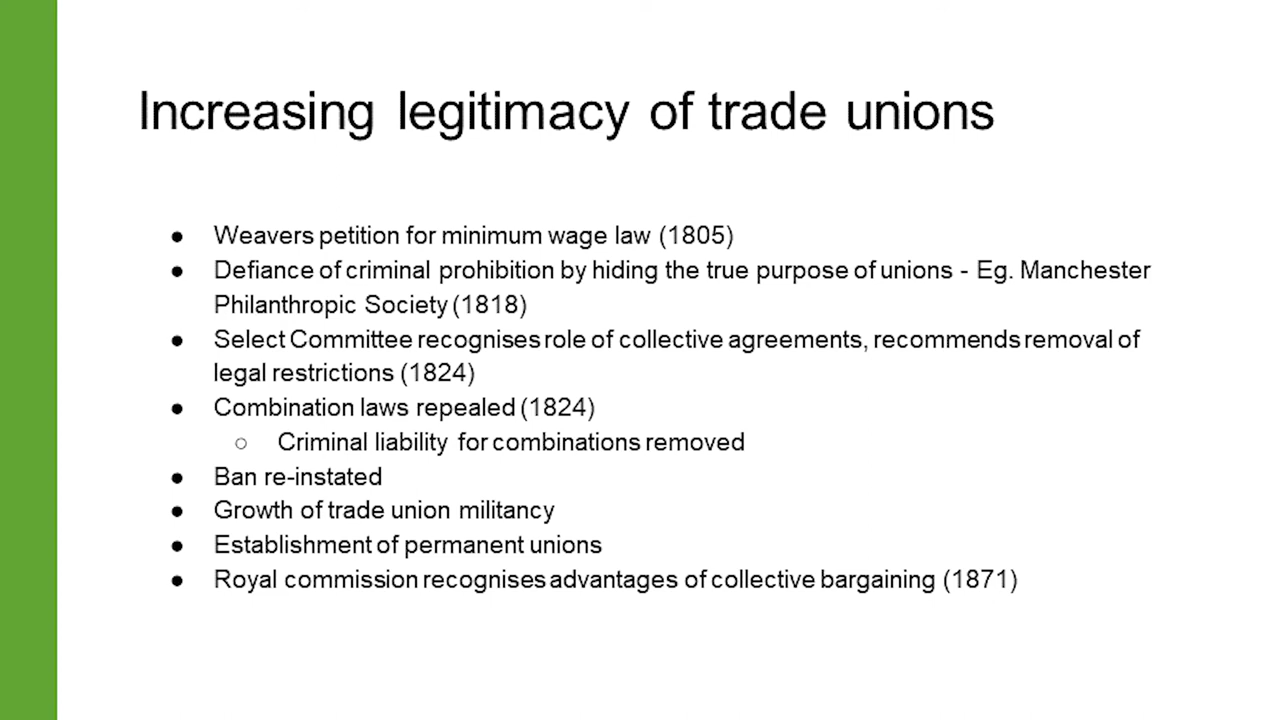 Increasing legitimacy of trade unions
● Weavers petition for minimum wage law (1805)
● Defiance of criminal prohibition by hiding the true purpose of unions - Eg. Manchester
Philanthropic Society (1818)
● Select Committee recognises role of collective agreements, recommends removal of
legal restrictions (1824)
● Combination laws repealed (1824)
○ Criminal liability for combinations removed
● Ban re-instated
● Growth of trade union militancy
● Establishment of permanent unions
● Royal commission recognises advantages of collective bargaining (1871)